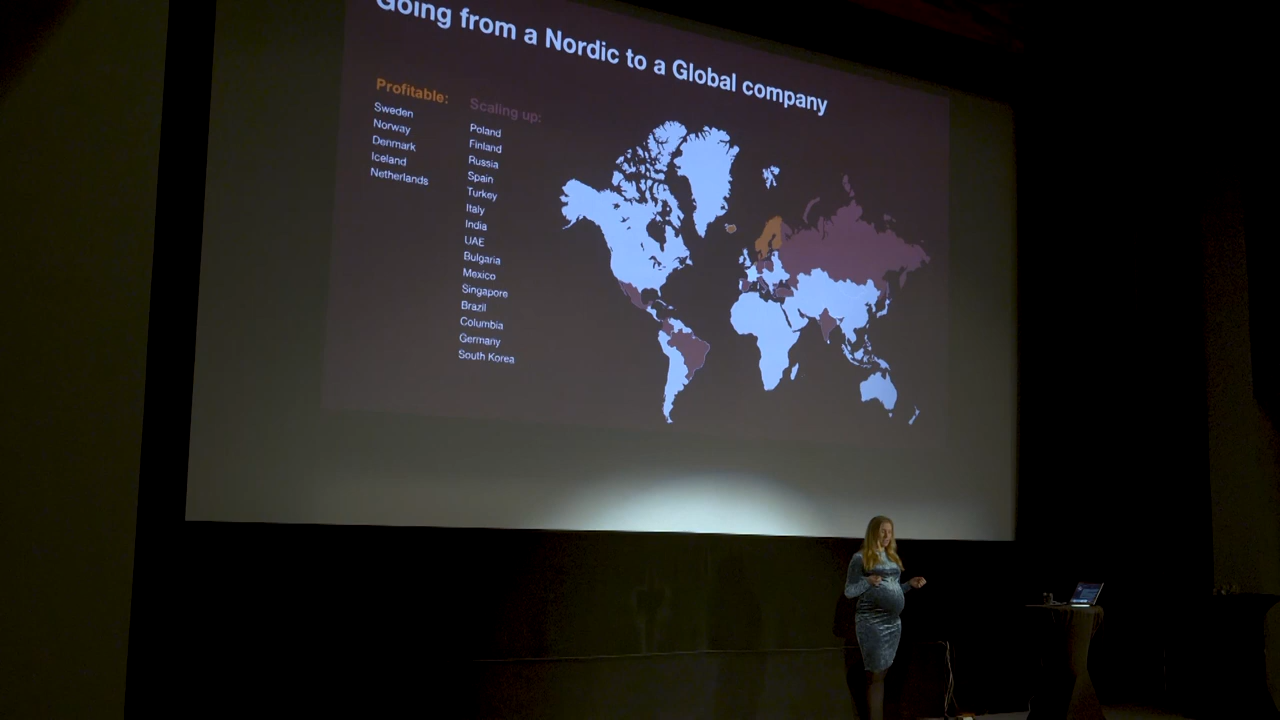 Going from a Nordic to a Global company
Profitable:
Sweden
Norway
Denmark
Iceland
Netherlands
Scaling up:
Poland
Finland
Russia
Spain
Turkey
Italy
India
UAE
Bulgaria
Mexico
Singapore
Brazil
Columbia
Germany
South Korea